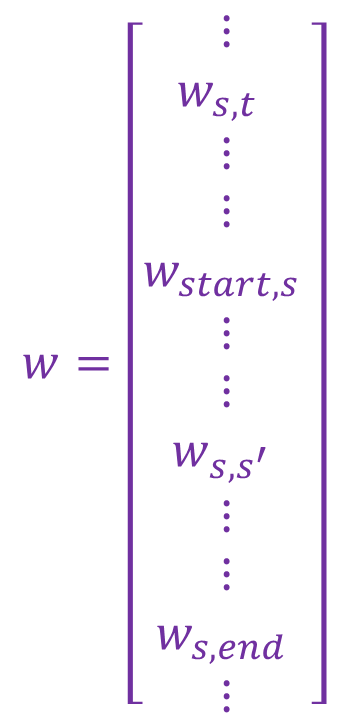 ⋮
w_{s,t}
⋮
⋮
w_{start,s}
⋮
w =
⋮
w_{s,s'}
⋮
⋮
w_{s,end}
⋮